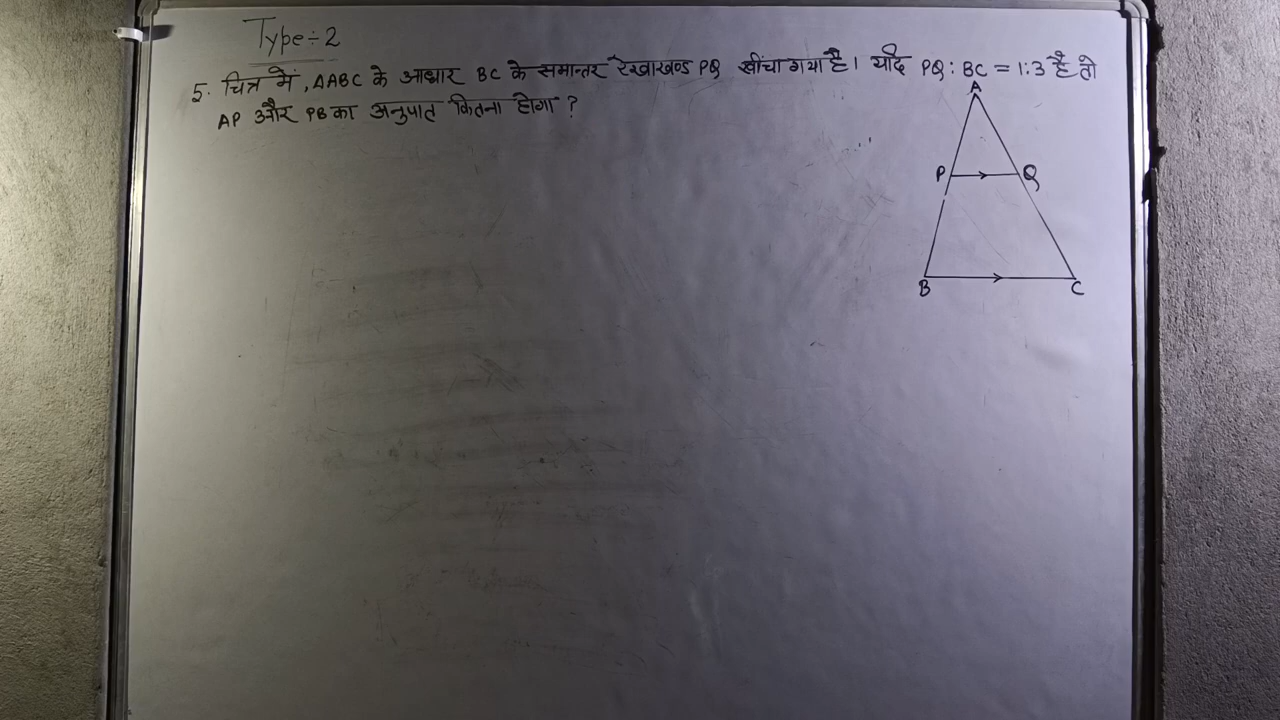 Type÷2
5. चित्र में, ΔABC के आधार BC के समान्तर रेखाखण्ड PQ खींचा गया है। यदि PQ : BC = 1:3 है तो
AP और PB का अनुपात कितना होगा ?
A
P
Q
B
C